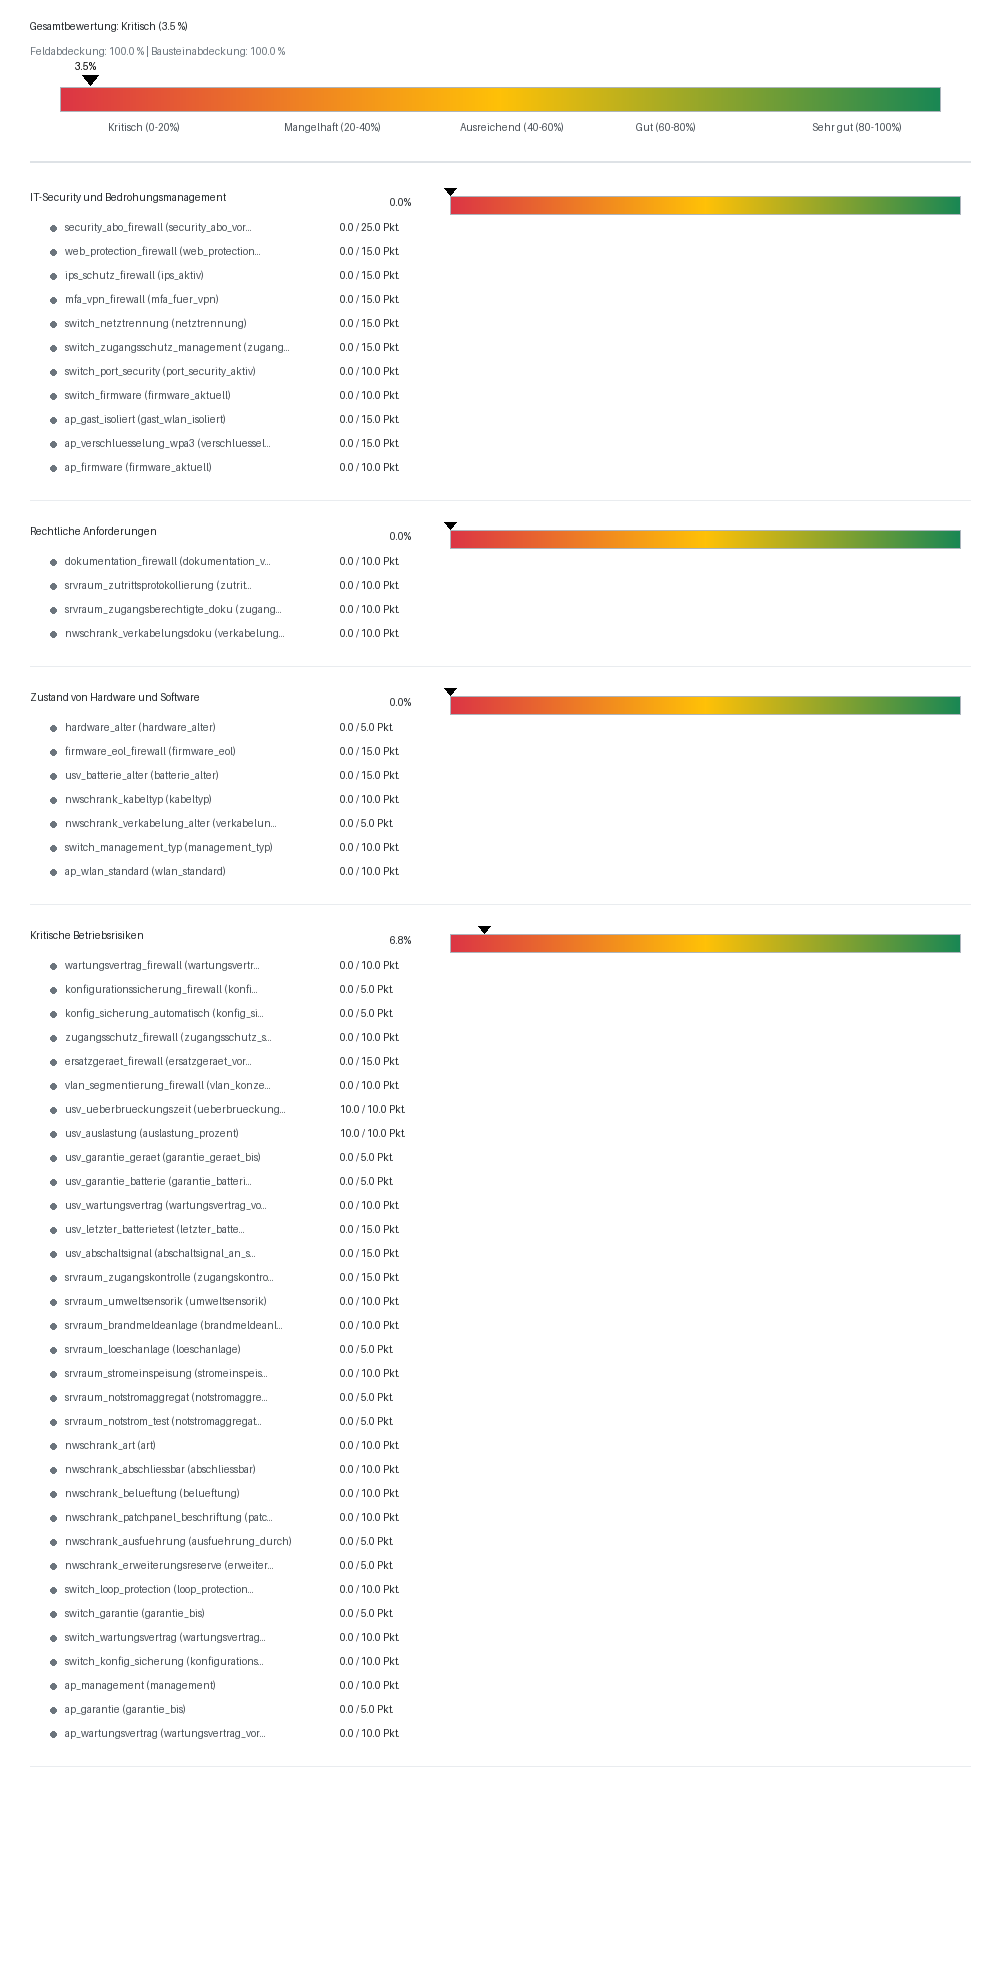 Gesamtbewertung: Kritisch (3.5 %)
Feldabdeckung: 100.0 % | Bausteinabdeckung: 100.0 %
3.5%
Kritisch (0-20%) Mangelhaft (20-40%) Ausreichend (40-60%) Gut (60-80%) Sehr gut (80-100%)
IT-Security und Bedrohungsmanagement 0.0%
security_abo_firewall (security_abo_vor... 0.0 / 25.0 Pkt.
web_protection_firewall (web_protection... 0.0 / 15.0 Pkt.
ips_schutz_firewall (ips_aktiv) 0.0 / 15.0 Pkt.
mfa_vpn_firewall (mfa_fuer_vpn) 0.0 / 15.0 Pkt.
switch_netztrennung (netztrennung) 0.0 / 15.0 Pkt.
switch_zugangsschutz_management (zugang... 0.0 / 15.0 Pkt.
switch_port_security (port_security_aktiv) 0.0 / 10.0 Pkt.
switch_firmware (firmware_aktuell) 0.0 / 10.0 Pkt.
ap_gast_isoliert (gast_wlan_isoliert) 0.0 / 15.0 Pkt.
ap_verschluesselung_wpa3 (verschluessel... 0.0 / 15.0 Pkt.
ap_firmware (firmware_aktuell) 0.0 / 10.0 Pkt.
Rechtliche Anforderungen 0.0%
dokumentation_firewall (dokumentation_v... 0.0 / 10.0 Pkt.
srvraum_zutrittsprotokollierung (zutrit... 0.0 / 10.0 Pkt.
srvraum_zugangsberechtigte_doku (zugang... 0.0 / 10.0 Pkt.
nwschrank_verkabelungsdoku (verkabelung... 0.0 / 10.0 Pkt.
Zustand von Hardware und Software 0.0%
hardware_alter (hardware_alter) 0.0 / 5.0 Pkt.
firmware_eol_firewall (firmware_eol) 0.0 / 15.0 Pkt.
usv_batterie_alter (batterie_alter) 0.0 / 15.0 Pkt.
nwschrank_kabeltyp (kabeltyp) 0.0 / 10.0 Pkt.
nwschrank_verkabelung_alter (verkabelun... 0.0 / 5.0 Pkt.
switch_management_typ (management_typ) 0.0 / 10.0 Pkt.
ap_wlan_standard (wlan_standard) 0.0 / 10.0 Pkt.
Kritische Betriebsrisiken 6.8%
wartungsvertrag_firewall (wartungsvertr... 0.0 / 10.0 Pkt.
konfigurationssicherung_firewall (konfi... 0.0 / 5.0 Pkt.
konfig_sicherung_automatisch (konfig_si... 0.0 / 5.0 Pkt.
zugangsschutz_firewall (zugangsschutz_s... 0.0 / 10.0 Pkt.
ersatzgeraet_firewall (ersatzgeraet_vor... 0.0 / 15.0 Pkt.
vlan_segmentierung_firewall (vlan_konze... 0.0 / 10.0 Pkt.
usv_ueberbrueckungszeit (ueberbrueckung... 10.0 / 10.0 Pkt.
usv_auslastung (auslastung_prozent) 10.0 / 10.0 Pkt.
usv_garantie_geraet (garantie_geraet_bis) 0.0 / 5.0 Pkt.
usv_garantie_batterie (garantie_batteri... 0.0 / 5.0 Pkt.
usv_wartungsvertrag (wartungsvertrag_vo... 0.0 / 10.0 Pkt.
usv_letzter_batterietest (letzter_batte... 0.0 / 15.0 Pkt.
usv_abschaltsignal (abschaltsignal_an_s... 0.0 / 15.0 Pkt.
srvraum_zugangskontrolle (zugangskontro... 0.0 / 15.0 Pkt.
srvraum_umweltsensorik (umweltsensorik) 0.0 / 10.0 Pkt.
srvraum_brandmeldeanlage (brandmeldeanl... 0.0 / 10.0 Pkt.
srvraum_loeschanlage (loeschanlage) 0.0 / 5.0 Pkt.
srvraum_stromeinspeisung (stromeinspeis... 0.0 / 10.0 Pkt.
srvraum_notstromaggregat (notstromaggre... 0.0 / 5.0 Pkt.
srvraum_notstrom_test (notstromaggregat... 0.0 / 5.0 Pkt.
nwschrank_art (art) 0.0 / 10.0 Pkt.
nwschrank_abschliessbar (abschliessbar) 0.0 / 10.0 Pkt.
nwschrank_belueftung (belueftung) 0.0 / 10.0 Pkt.
nwschrank_patchpanel_beschriftung (patc... 0.0 / 10.0 Pkt.
nwschrank_ausfuehrung (ausfuehrung_durch) 0.0 / 5.0 Pkt.
nwschrank_erweiterungsreserve (erweiter... 0.0 / 5.0 Pkt.
switch_loop_protection (loop_protection... 0.0 / 10.0 Pkt.
switch_garantie (garantie_bis) 0.0 / 5.0 Pkt.
switch_wartungsvertrag (wartungsvertrag... 0.0 / 10.0 Pkt.
switch_konfig_sicherung (konfigurations... 0.0 / 10.0 Pkt.
ap_management (management) 0.0 / 10.0 Pkt.
ap_garantie (garantie_bis) 0.0 / 5.0 Pkt.
ap_wartungsvertrag (wartungsvertrag_vor... 0.0 / 10.0 Pkt.